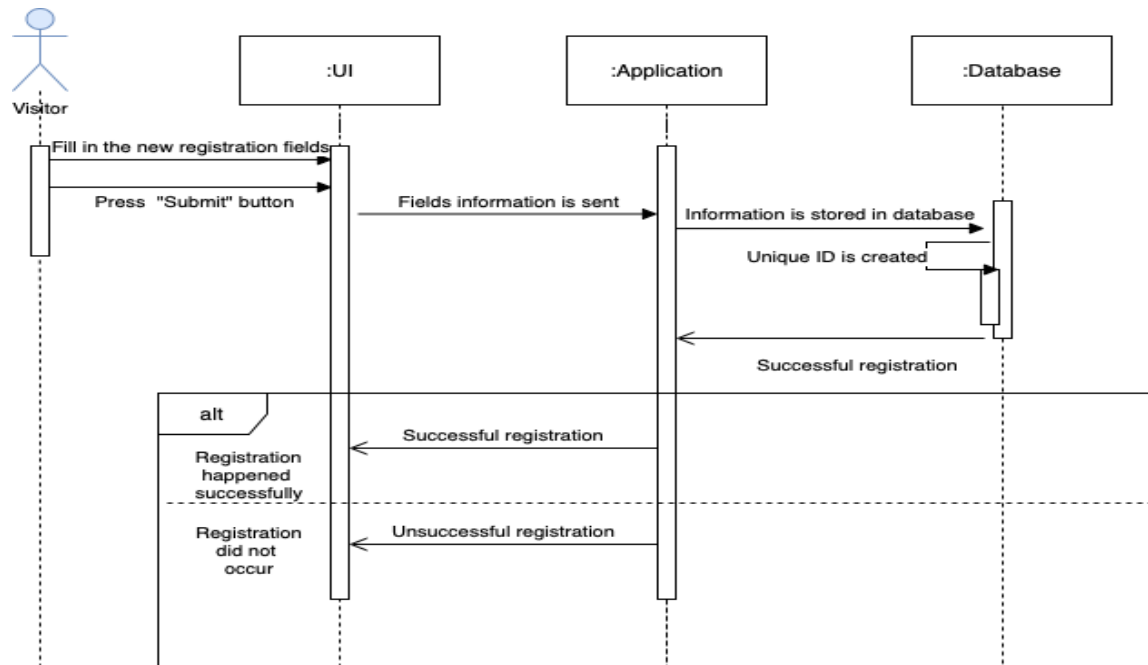 :UI
:Application
:Database
Visitor
Fill in the new registration fields
Press "Submit" button
Fields information is sent
Information is stored in database
Unique ID is created
Successful registration
alt
Successful registration
Registration
happened
successfully
Unsuccessful registration
Registration
did not
occur